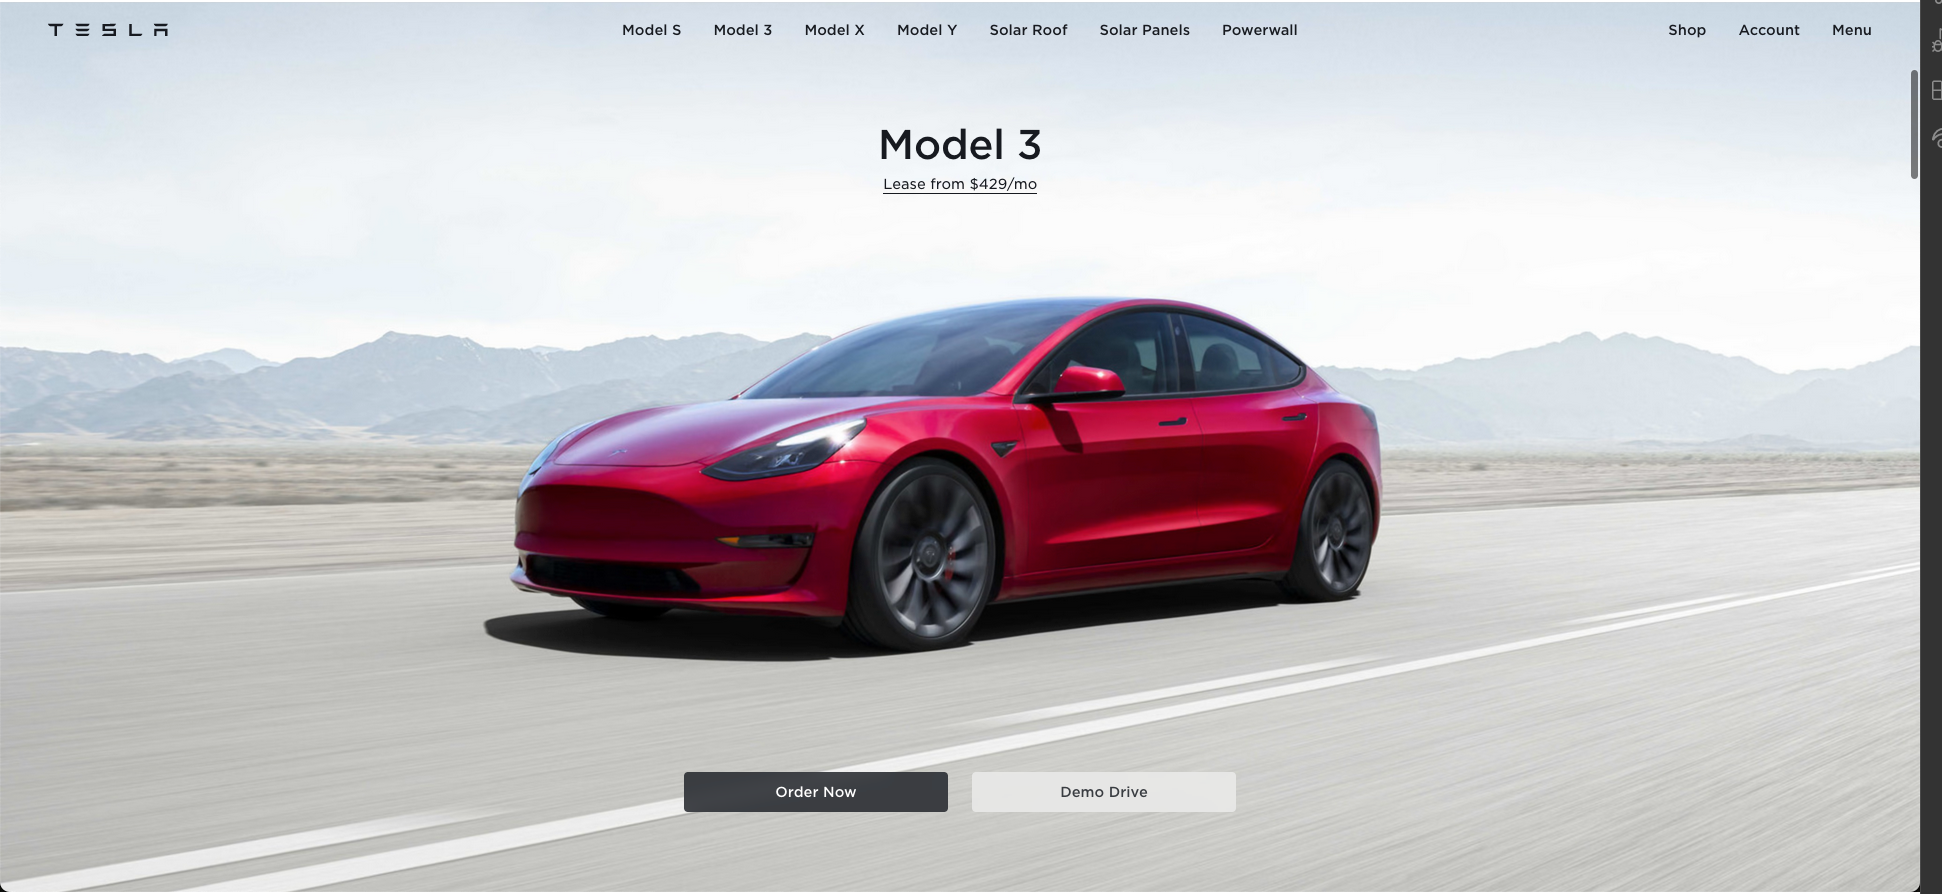 TESLA Model S Model 3 Model X Model Y Solar Roof Solar Panels Powerwall Shop Account Menu
Model 3
Lease from $429/mo
Order Now Demo Drive